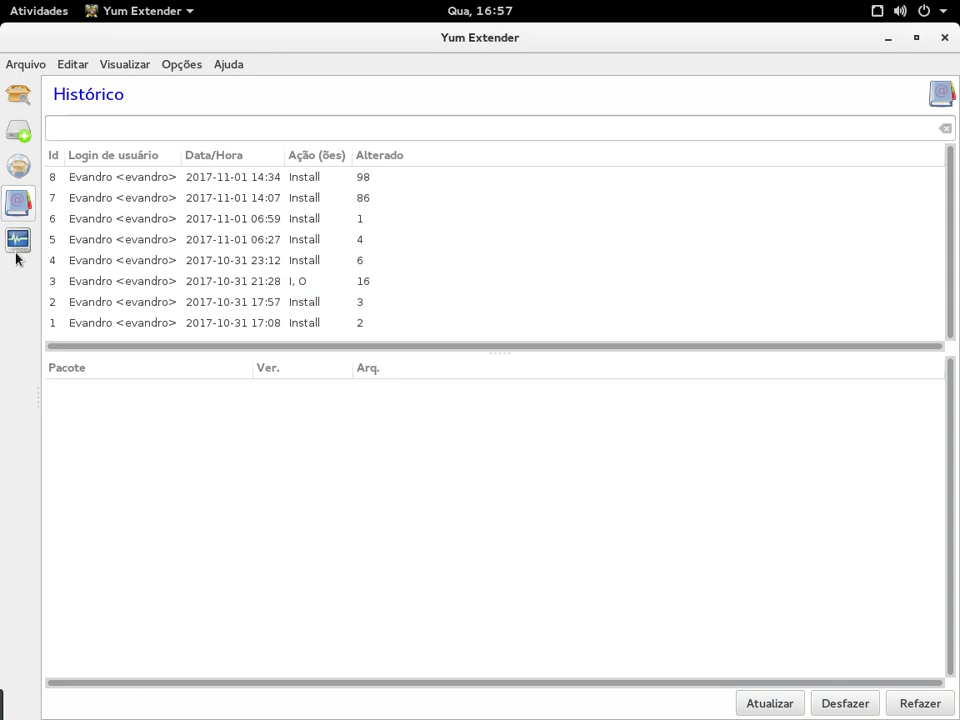 Atividades Yum Extender Qua, 16:57
Yum Extender
Arquivo Editar Visualizar Opções Ajuda
Histórico
Id Login de usuário Data/Hora Ação (ões) Alterado
8 Evandro <evandro> 2017-11-01 14:34 Install 98
7 Evandro <evandro> 2017-11-01 14:07 Install 86
6 Evandro <evandro> 2017-11-01 06:59 Install 1
5 Evandro <evandro> 2017-11-01 06:27 Install 4
4 Evandro <evandro> 2017-10-31 23:12 Install 6
3 Evandro <evandro> 2017-10-31 21:28 I, O 16
2 Evandro <evandro> 2017-10-31 17:57 Install 3
1 Evandro <evandro> 2017-10-31 17:08 Install 2
Pacote Ver. Arq.
Atualizar Desfazer Refazer